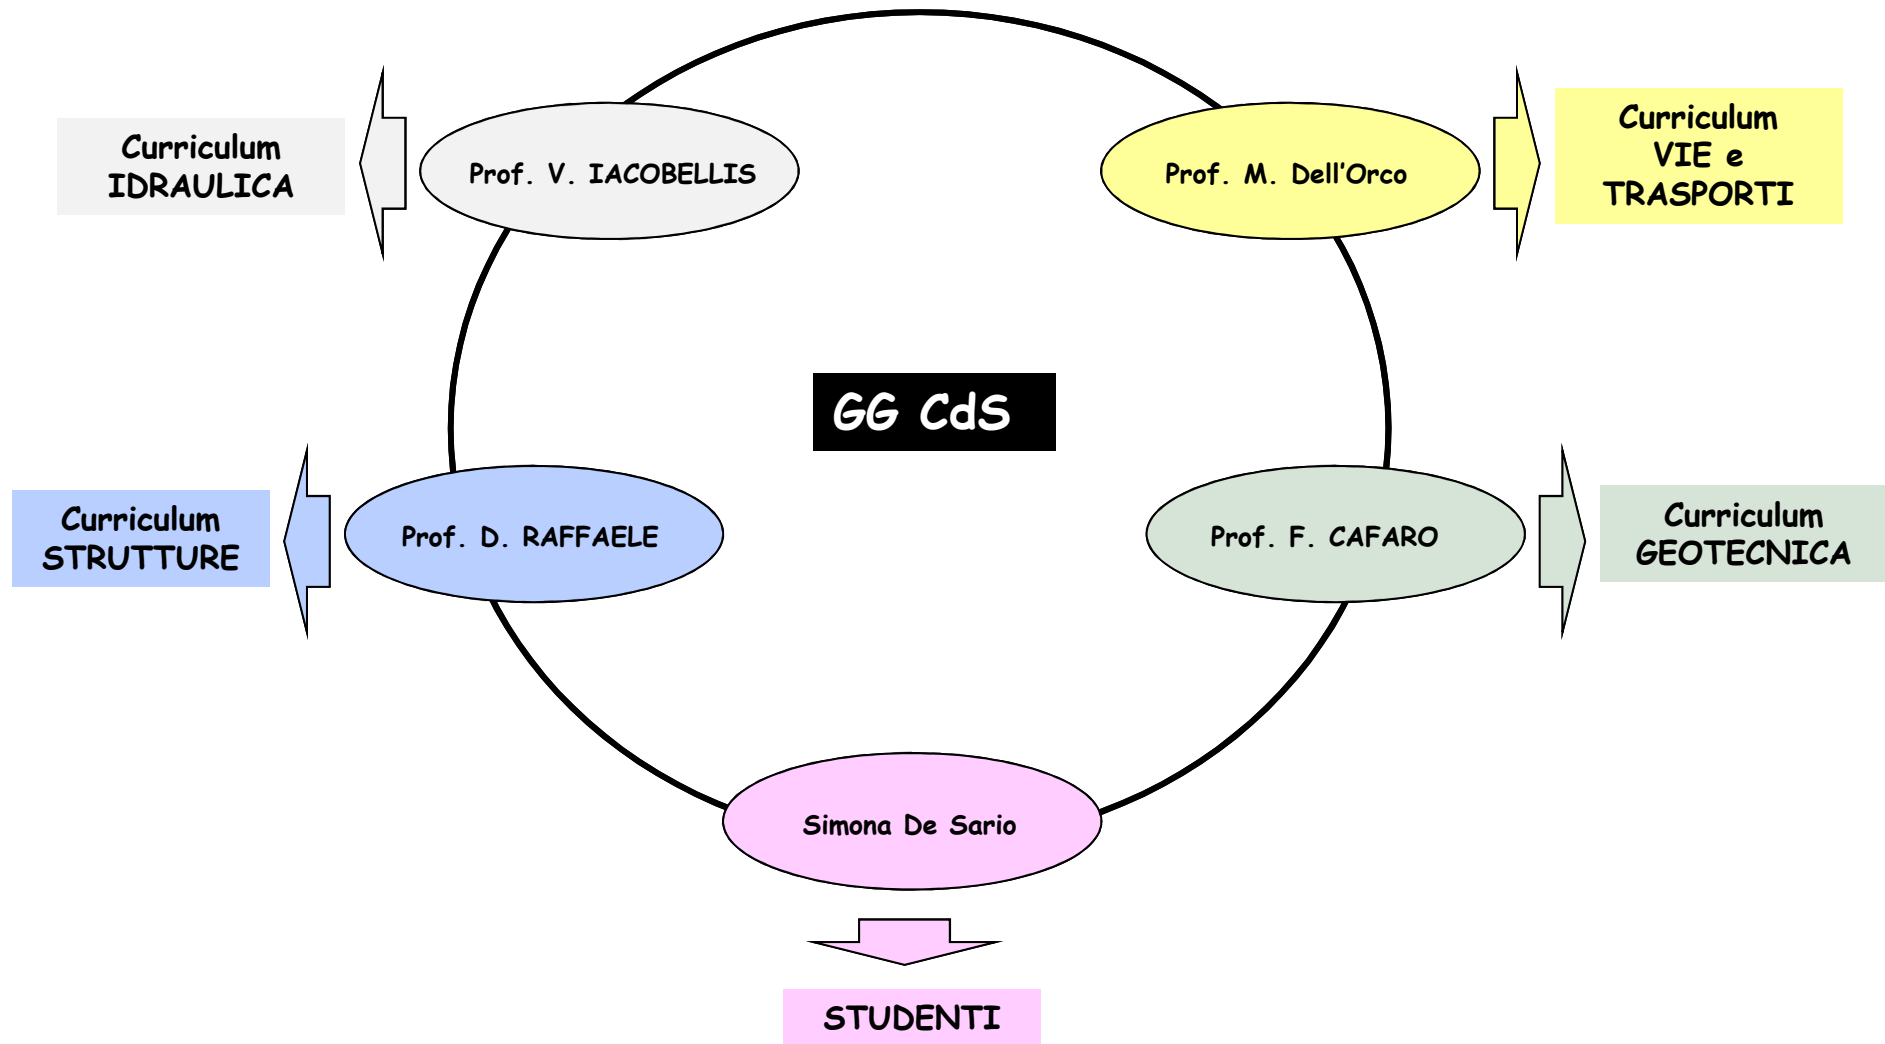 Curriculum
IDRAULICA
Prof. V. IACOBELLIS
Prof. M. Dell'Orco
Curriculum
VIE e
TRASPORTI
GG CdS
Curriculum
STRUTTURE
Prof. D. RAFFAELE
Prof. F. CAFARO
Curriculum
GEOTECNICA
Simona De Sario
STUDENTI